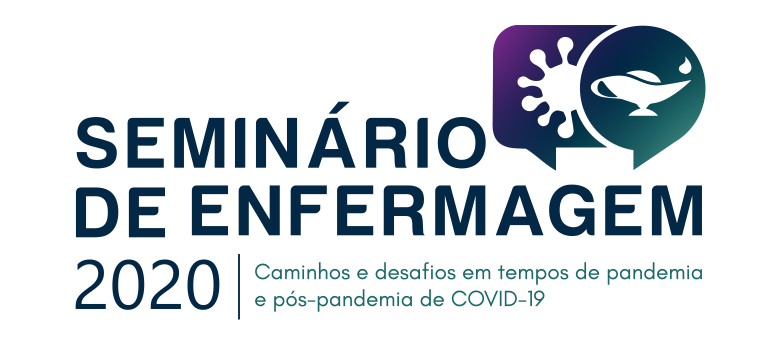 SEMINÁRIO
DE ENFERMAGEM
2020
Caminhos e desafios em tempos de pandemia
e pós-pandemia de COVID-19